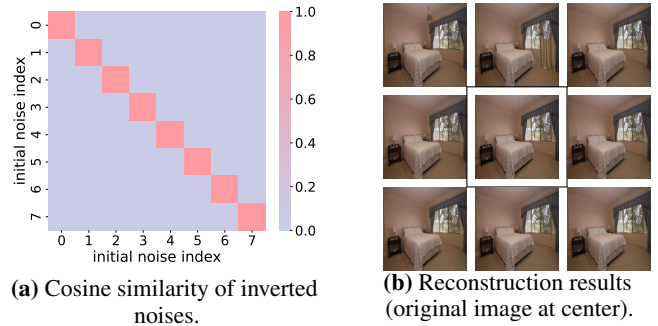 0
1
2
3
4
5
6
7
initial noise index
0 1 2 3 4 5 6 7
initial noise index
1.0
0.8
0.6
0.4
0.2
0.0
(a) Cosine similarity of inverted
noises.
(b) Reconstruction results
(original image at center).